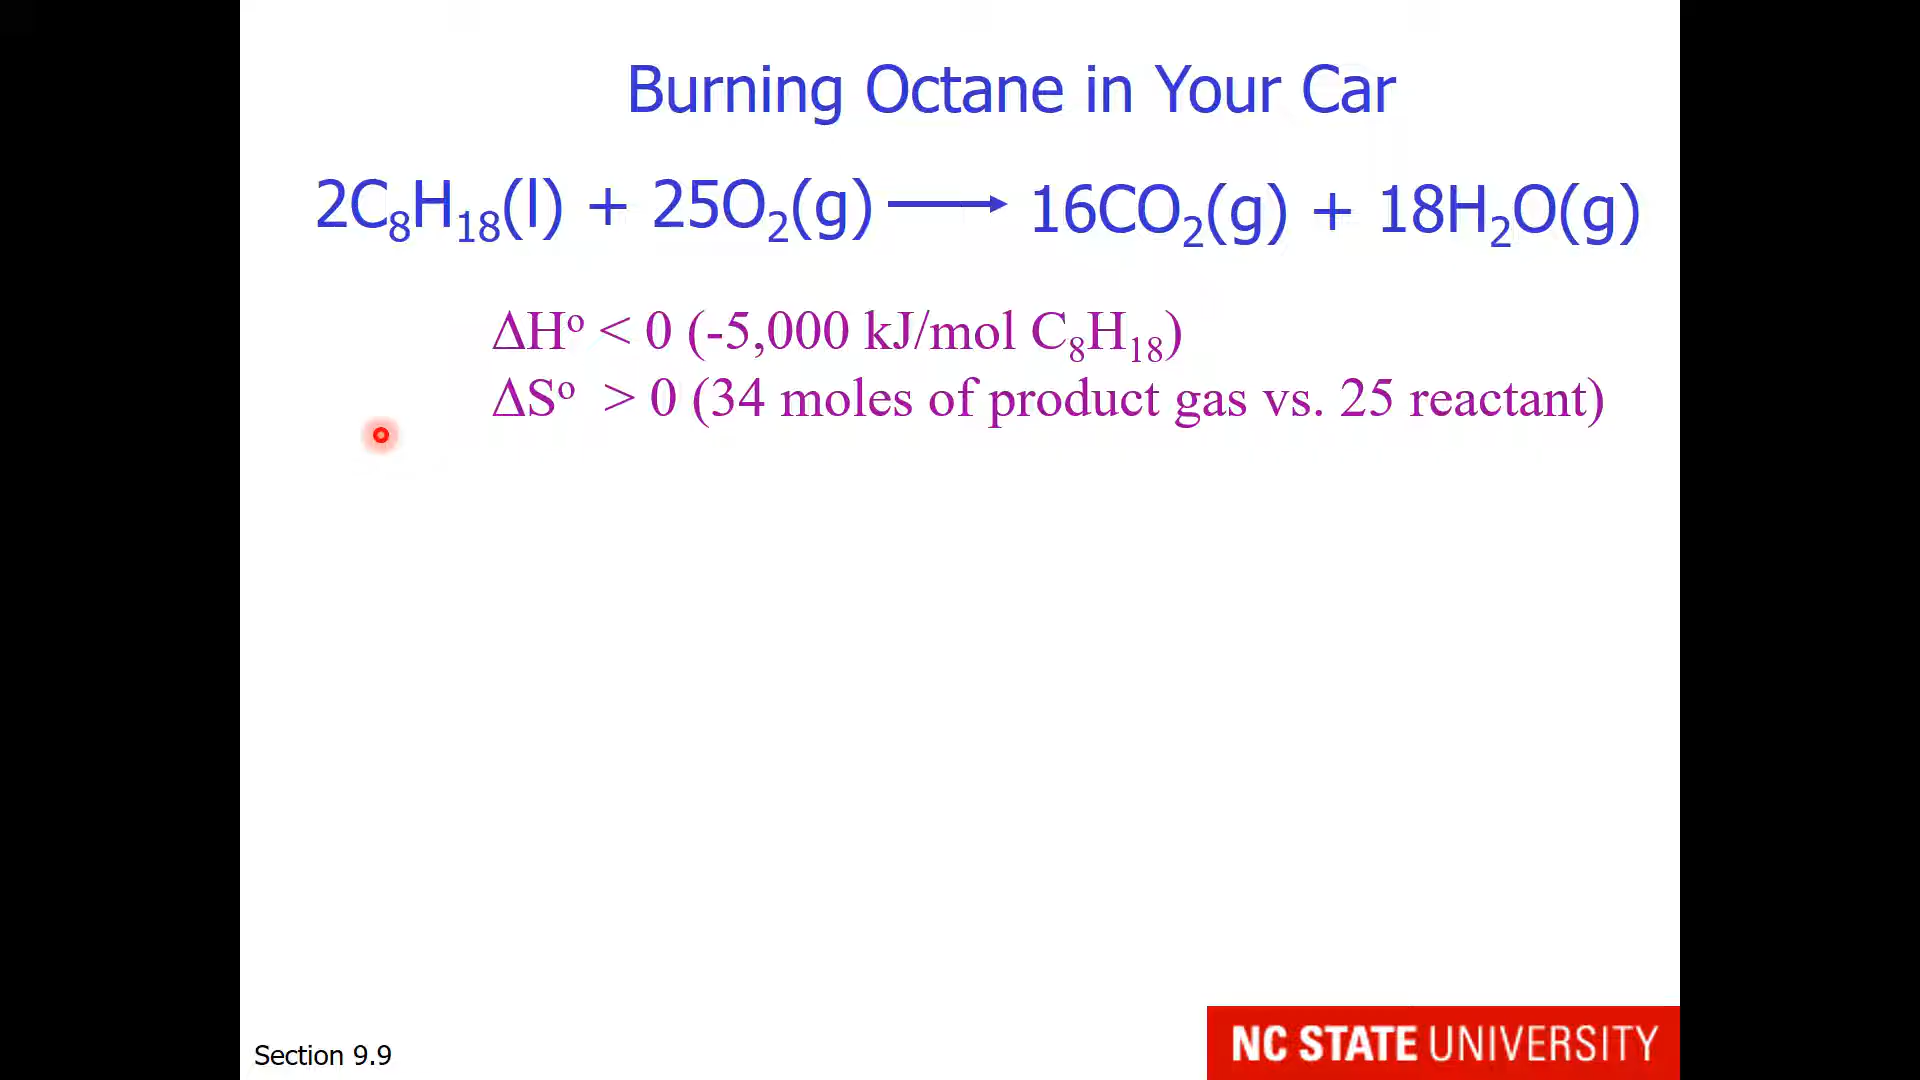 Burning Octane in Your Car
2C₈H₁₈(l) + 25O₂(g) ⟶ 16CO₂(g) + 18H₂O(g)
ΔHº < 0 (-5,000 kJ/mol C₈H₁₈)
ΔSº > 0 (34 moles of product gas vs. 25 reactant)
Section 9.9
NC STATE UNIVERSITY